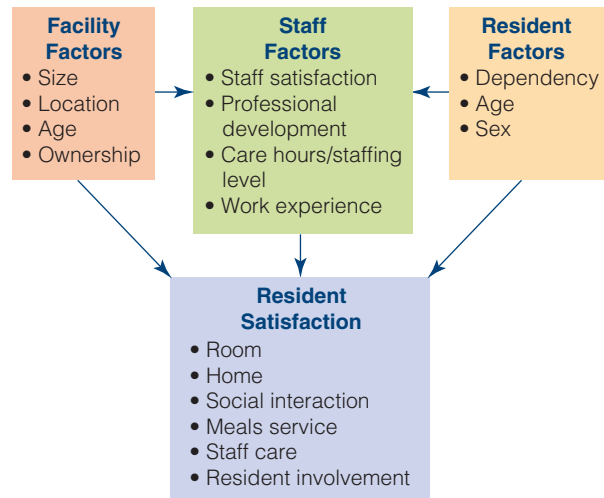 Facility
Factors
• Size
• Location
• Age
• Ownership
Staff
Factors
• Staff satisfaction
• Professional
development
• Care hours/staffing
level
• Work experience
Resident
Factors
• Dependency
• Age
• Sex
Resident
Satisfaction
• Room
• Home
• Social interaction
• Meals service
• Staff care
• Resident involvement